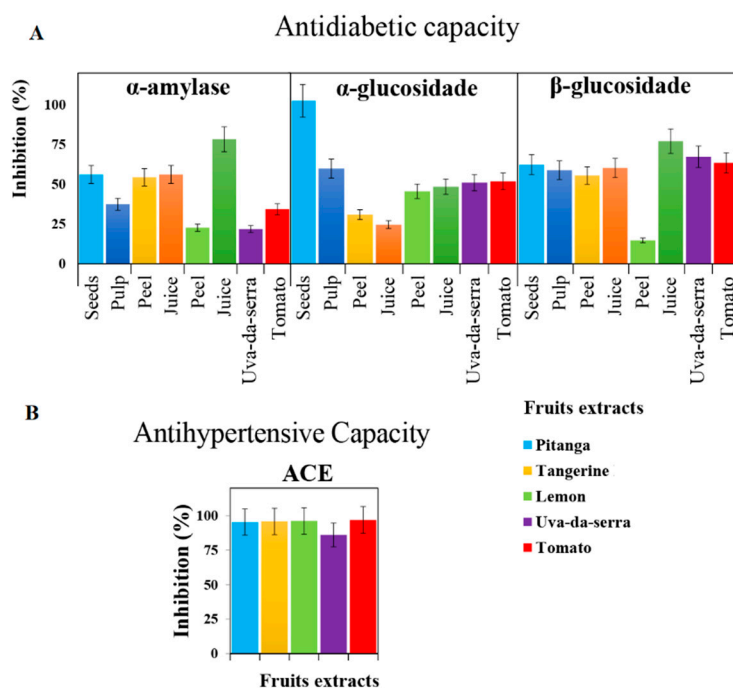 A
Antidiabetic capacity
α-amylase
α-glucosidade
β-glucosidade
Inhibition (%)
100
75
50
25
0
Seeds
Pulp
Peel
Juice
Peel
Juice
Uva-da-serra
Tomato
Seeds
Pulp
Peel
Juice
Peel
Juice
Uva-da-serra
Tomato
Seeds
Pulp
Peel
Juice
Peel
Juice
Uva-da-serra
Tomato
B
Antihypertensive Capacity
ACE
Inhibition (%)
100
75
50
25
0
Fruits extracts
Fruits extracts
Pitanga
Tangerine
Lemon
Uva-da-serra
Tomato